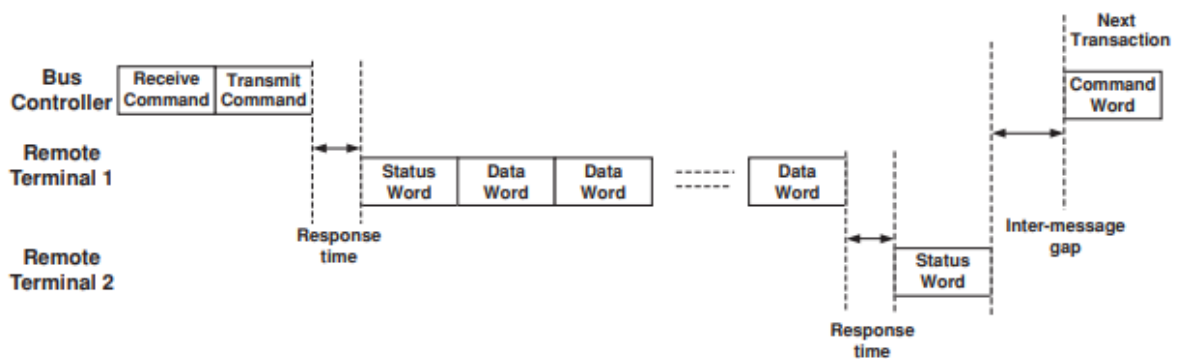 Next
Transaction
Bus
Controller
Receive
Command
Transmit
Command
Command
Word
Remote
Terminal 1
Status
Word
Data
Word
Data
Word
Data
Word
Response
time
Inter-message
gap
Remote
Terminal 2
Status
Word
Response
time